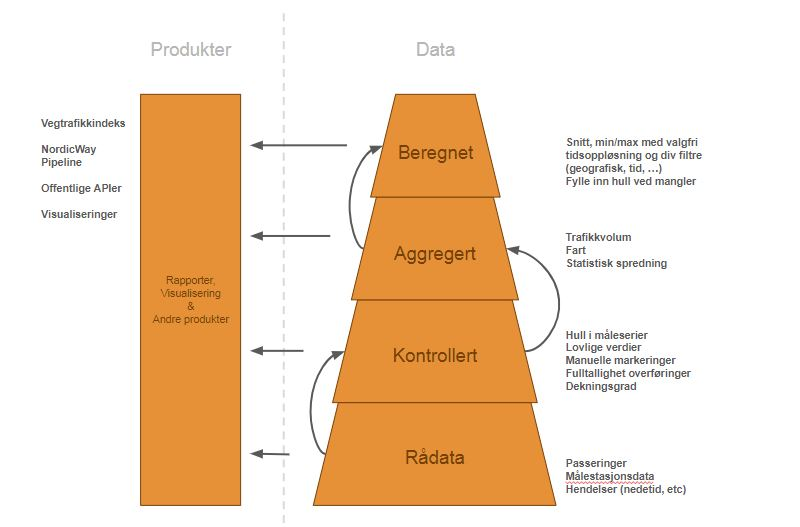 Produkter
Data
Vegtrafikkindeks
NordicWay
Pipeline
Offentlige APIer
Visualiseringer
Rapporter,
Visualisering
&
Andre produkter
Beregnet
Snitt, min/max med valgfri
tidsoppløsning og div filtre
(geografisk, tid, …)
Fylle inn hull ved mangler
Aggregert
Trafikkvolum
Fart
Statistisk spredning
Kontrollert
Hull i måleserier
Lovlige verdier
Manuelle markeringer
Fulltallighet overføringer
Dekningsgrad
Rådata
Passeringer
Målestasjonsdata
Hendelser (nedetid, etc)